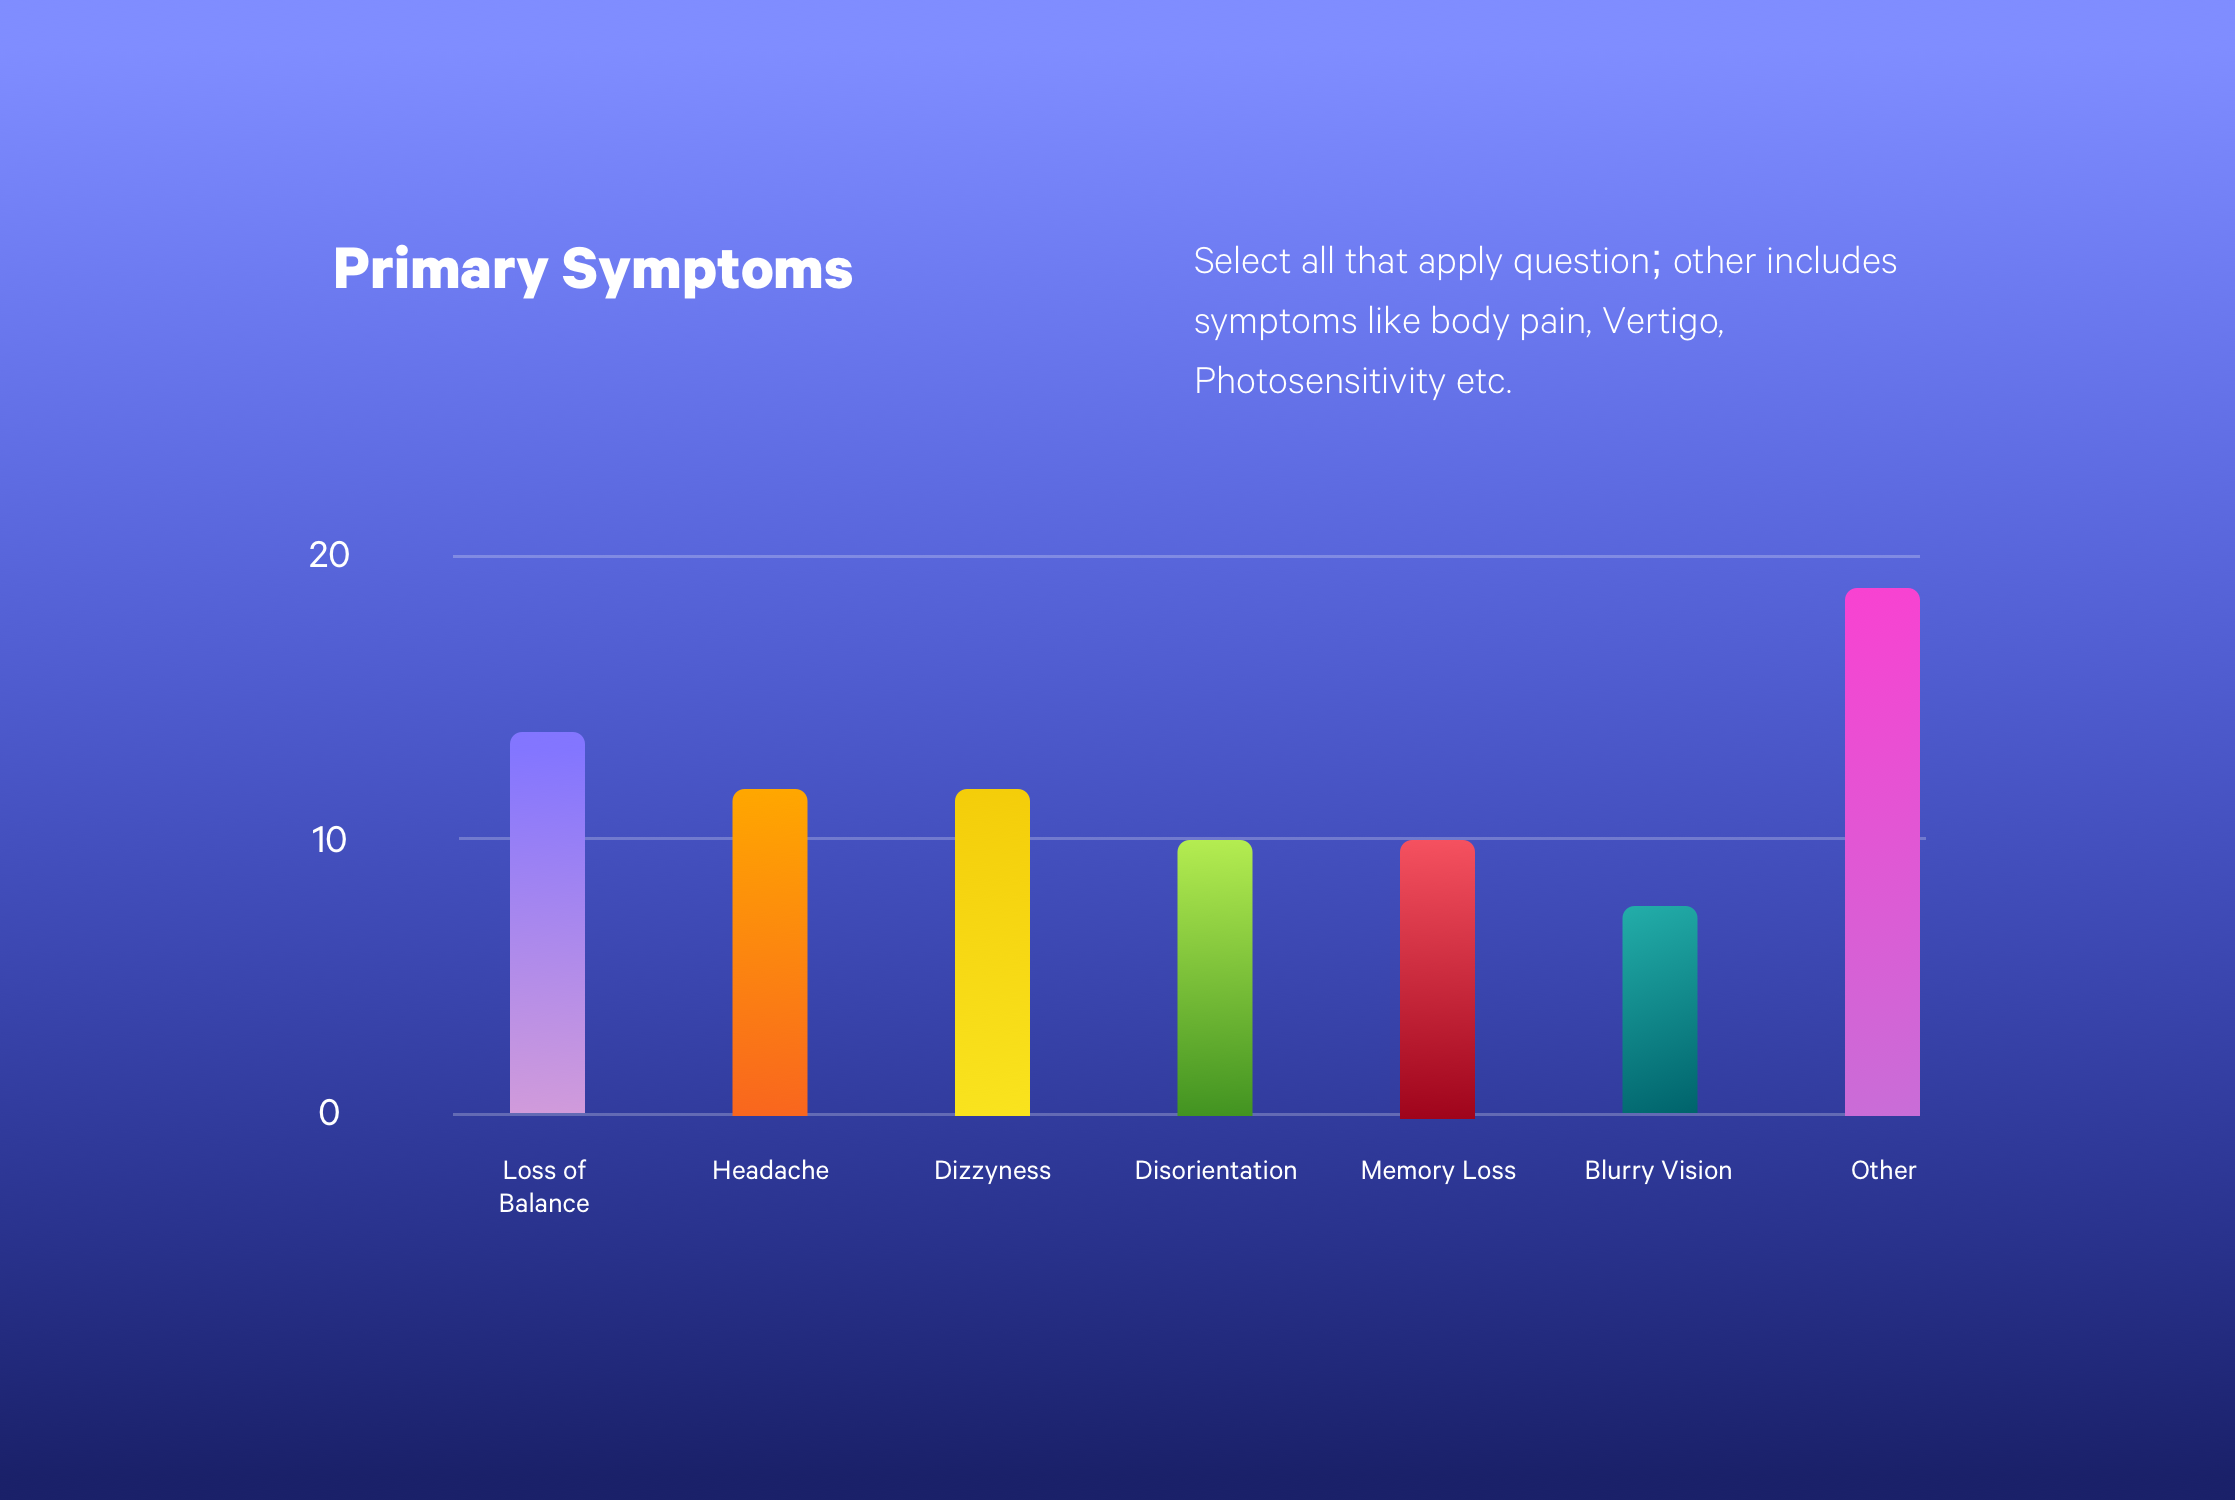 Primary Symptoms
Select all that apply question; other includes
symptoms like body pain, Vertigo,
Photosensitivity etc.
20
10
0
Loss of
Balance
Headache
Dizzyness
Disorientation
Memory Loss
Blurry Vision
Other